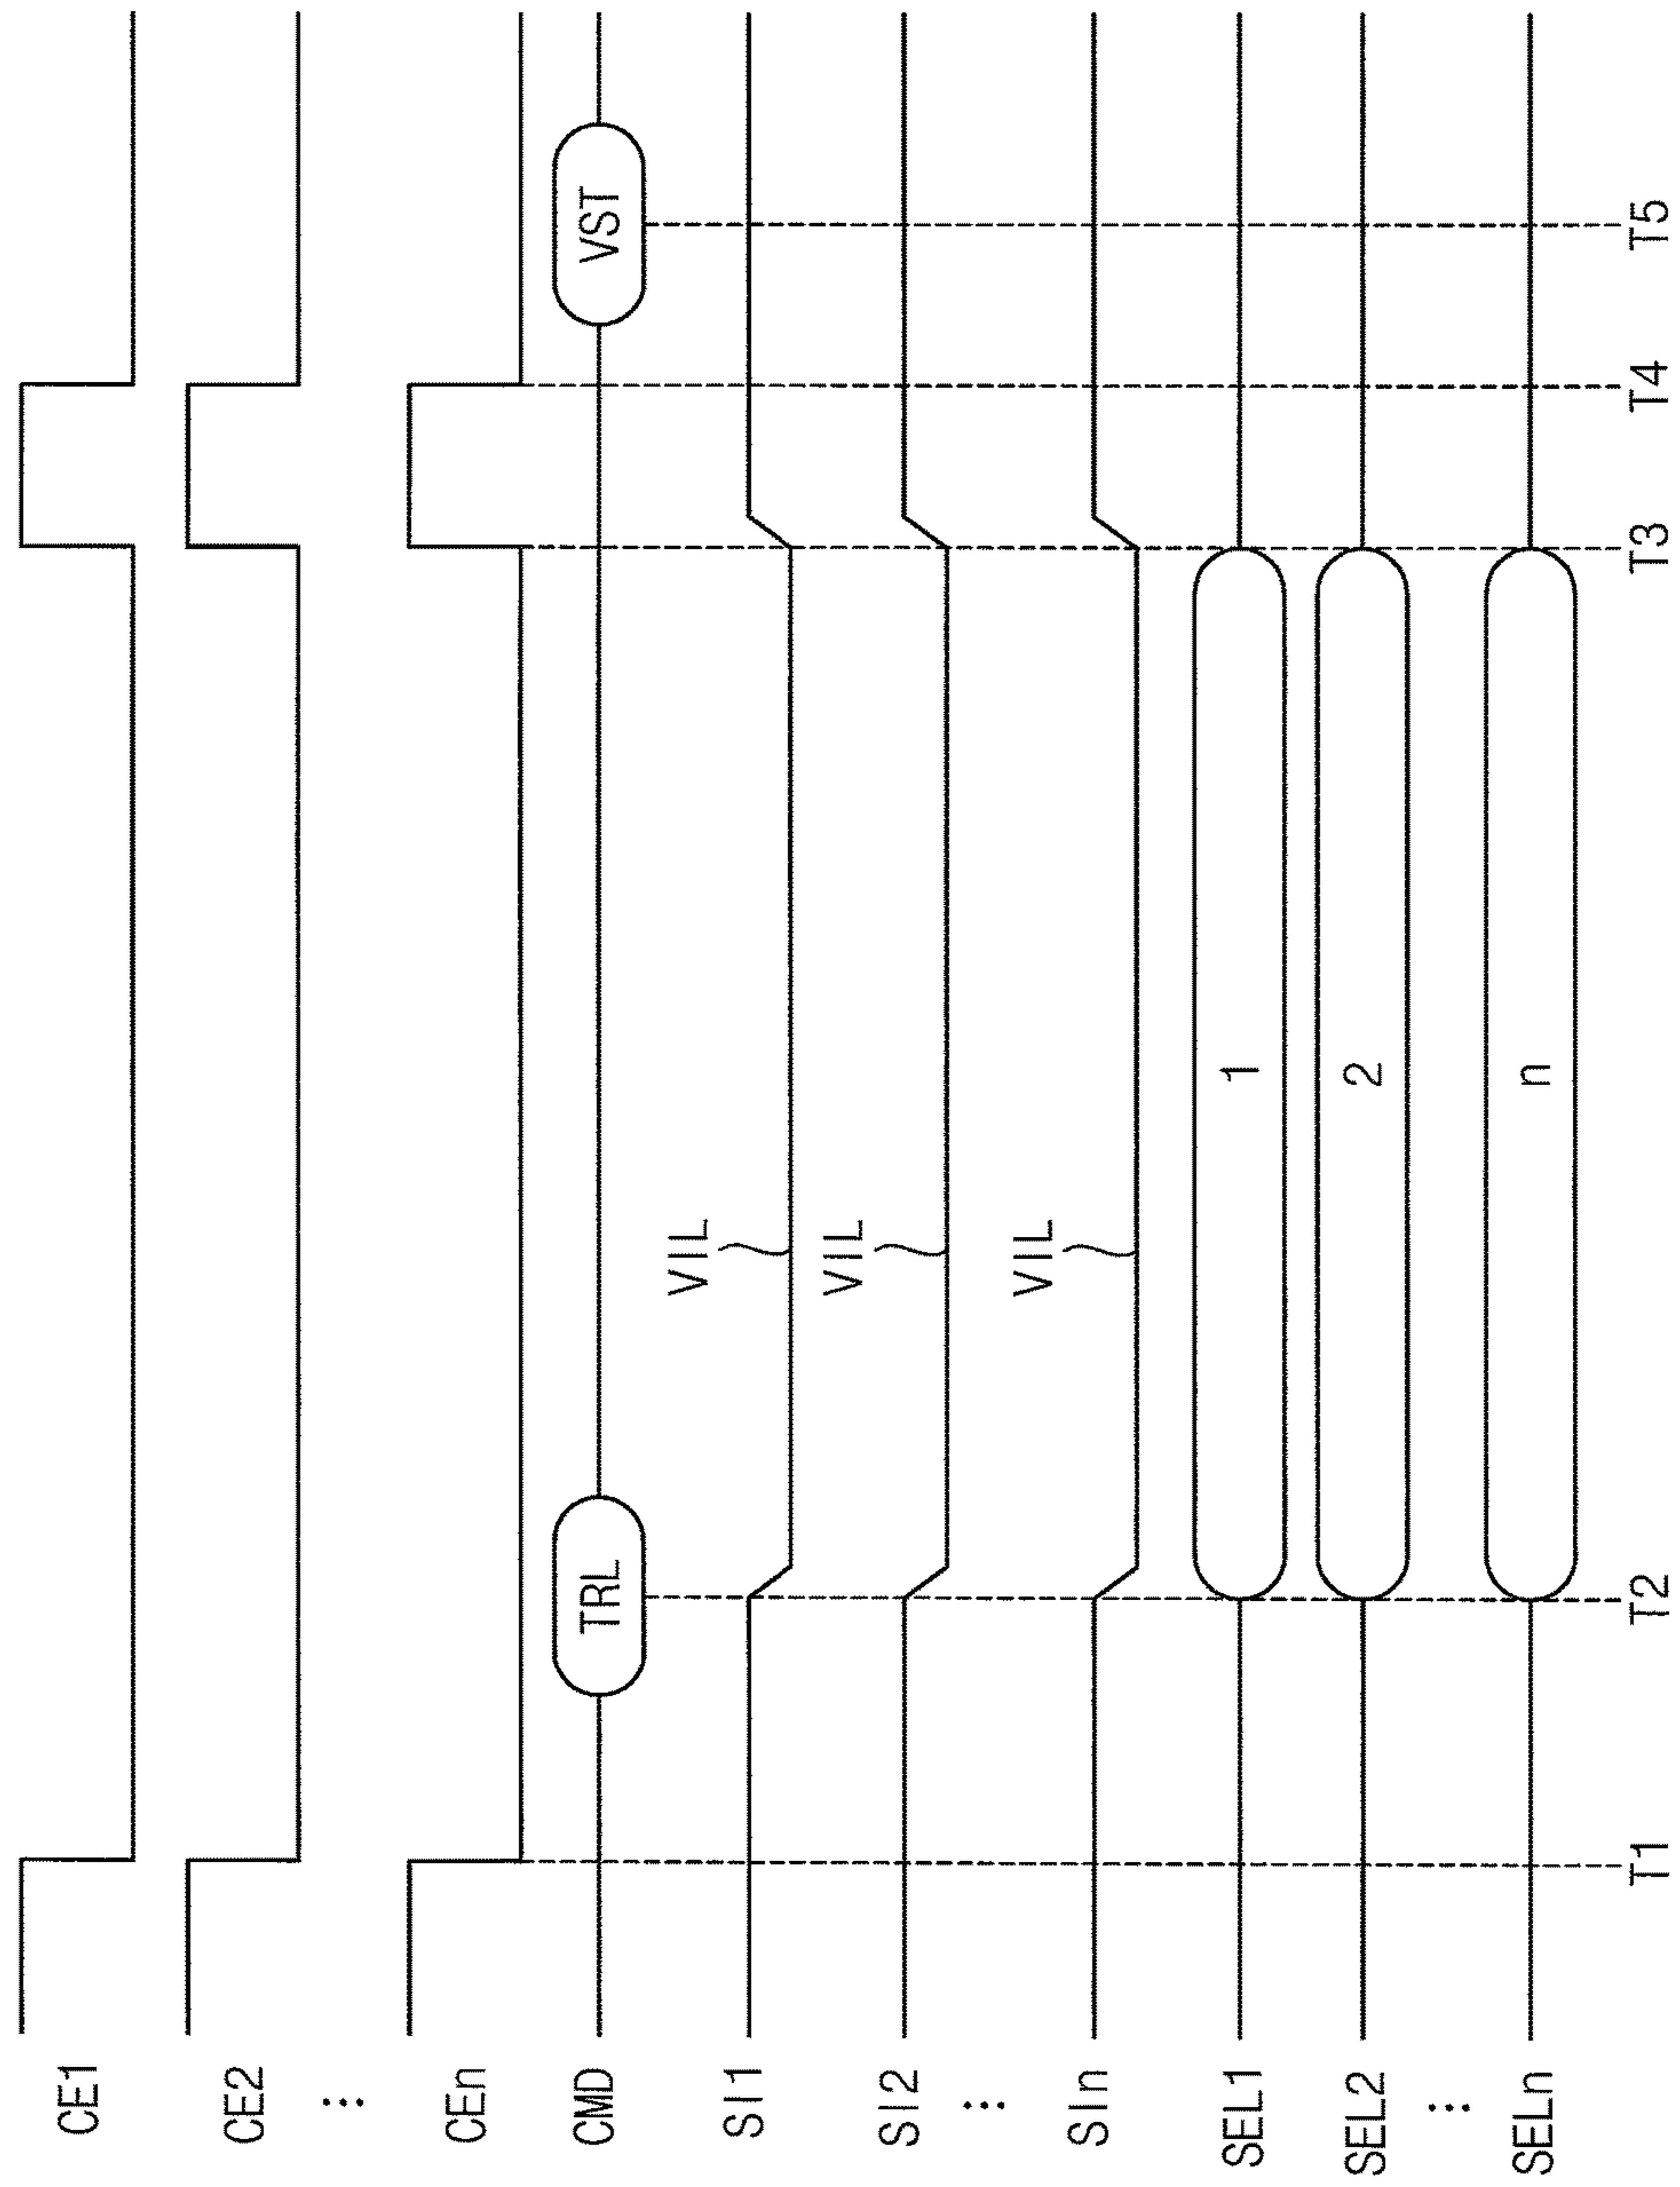 CE1
CE2
⋮
CEn
CMD TRL VST
SI1 VIL
SI2 VIL
⋮
SIn VIL
SEL1 1
SEL2 2
⋮
SELn n
T1 T2 T3 T4 T5